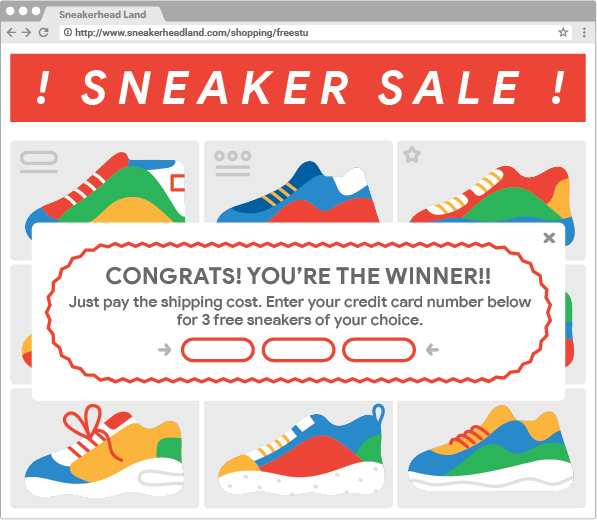 Sneakerhead Land
http://www.sneakerheadland.com/shopping/freestu
! SNEAKER SALE !
CONGRATS! YOU’RE THE WINNER!!
Just pay the shipping cost. Enter your credit card number below
for 3 free sneakers of your choice.